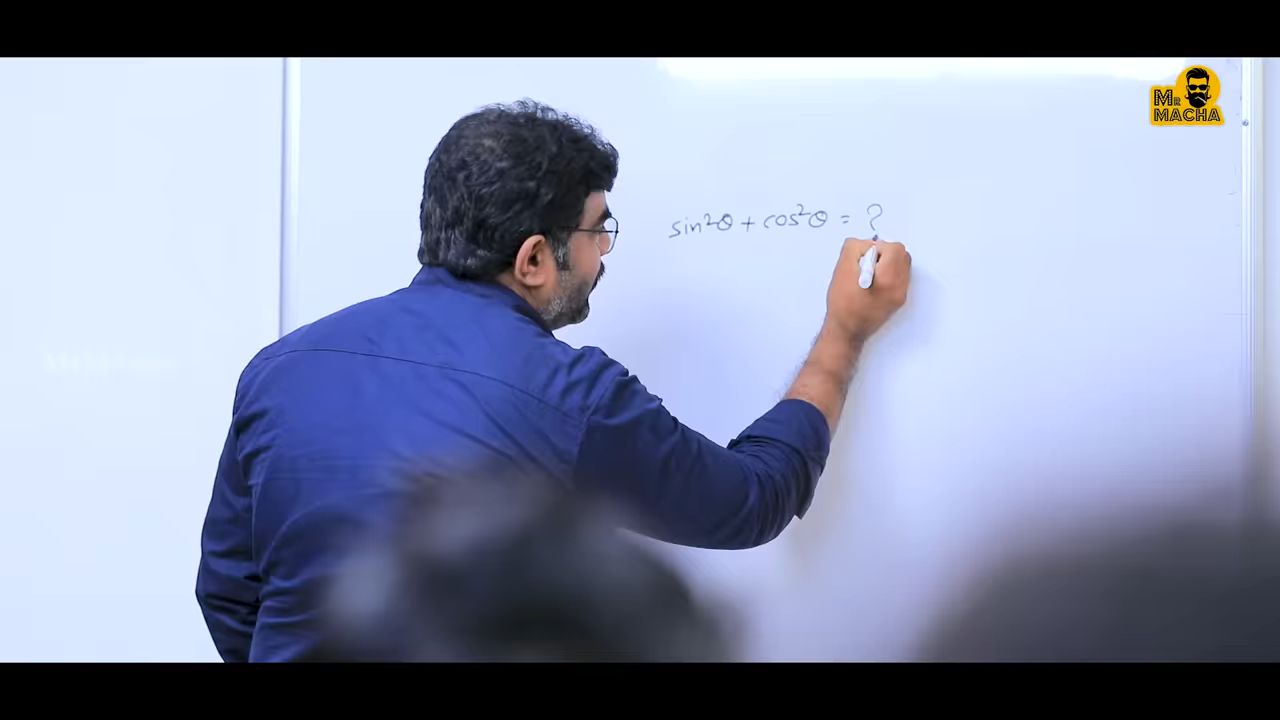 sin²θ + cos²θ = ?
MR
MACHA